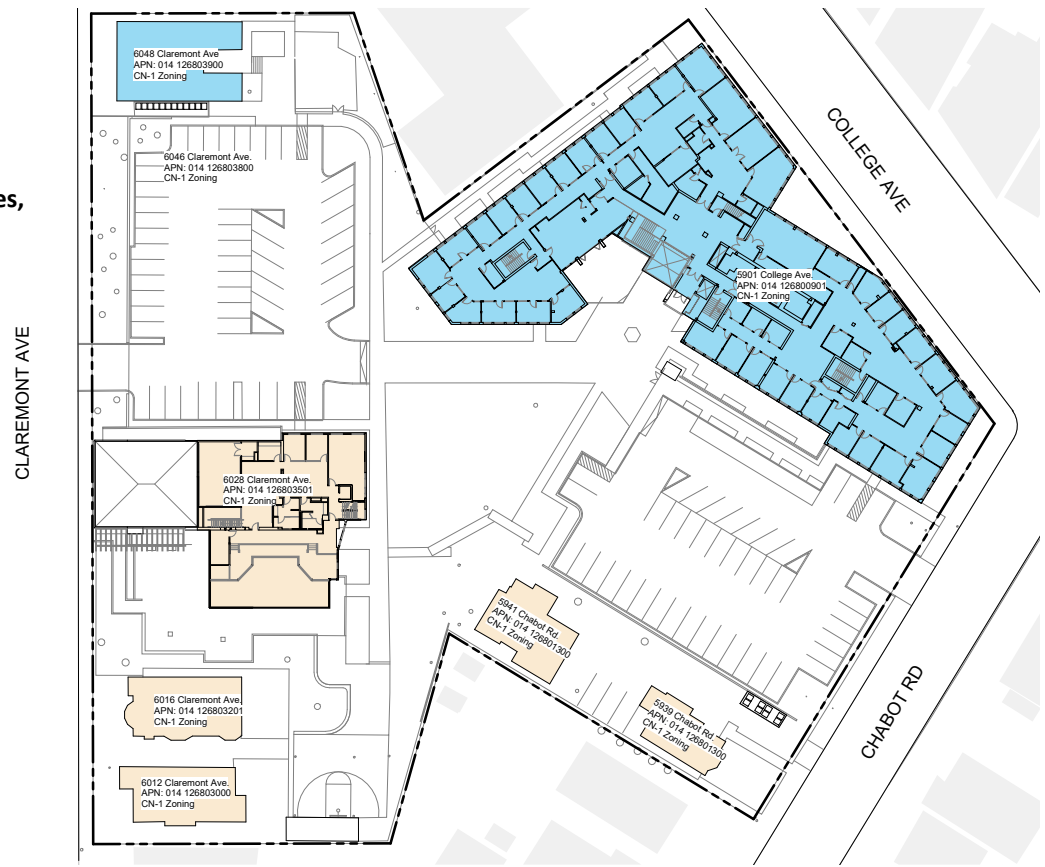 6048 Claremont Ave
APN: 014 126803900
CN-1 Zoning
COLLEGE AVE
6046 Claremont Ave.
APN: 014 126803800
CN-1 Zoning
es,
5901 College Ave.
APN: 014 126800901
CN-1 Zoning
CLAREMONT AVE
6028 Claremont Ave.
APN: 014 126803501
CN-1 Zoning
5941 Chabot Rd.
APN: 014 126801300
CN-1 Zoning
6016 Claremont Ave.
APN: 014 126803201
CN-1 Zoning
5939 Chabot Rd.
APN: 014 126801300
CN-1 Zoning
CHABOT RD
6012 Claremont Ave.
APN: 014 126803000
CN-1 Zoning